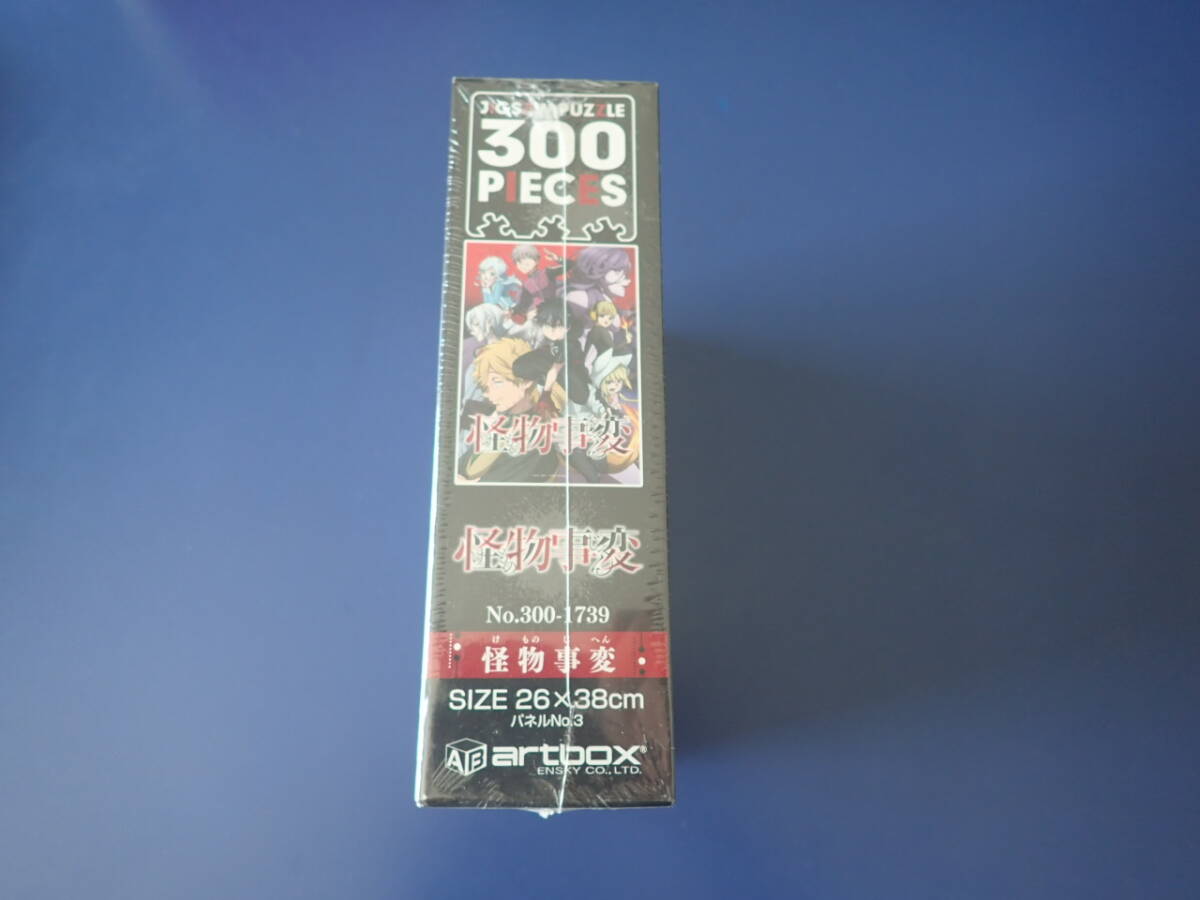 JIGSAW PUZZLE
300
PIECES
怪物事変
怪物事変
No.300-1739
け もの じ へん
怪物事変
SIZE 26×38cm
パネルNo.3
AB artbox®
ENSKY CO.,LTD.